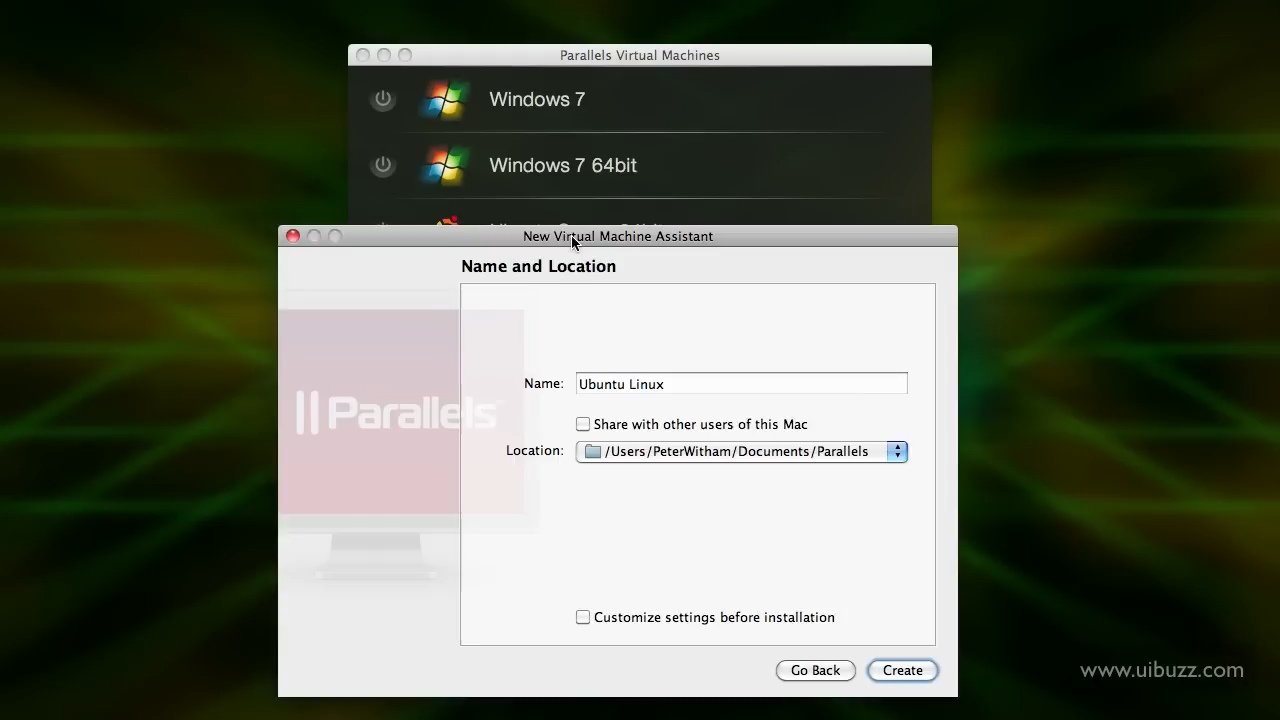 Parallels Virtual Machines
Windows 7
Windows 7 64bit
New Virtual Machine Assistant
Name and Location
Parallels™
Name: Ubuntu Linux
Share with other users of this Mac
Location: /Users/PeterWitham/Documents/Parallels
Customize settings before installation
Go Back Create
www.uibuzz.com